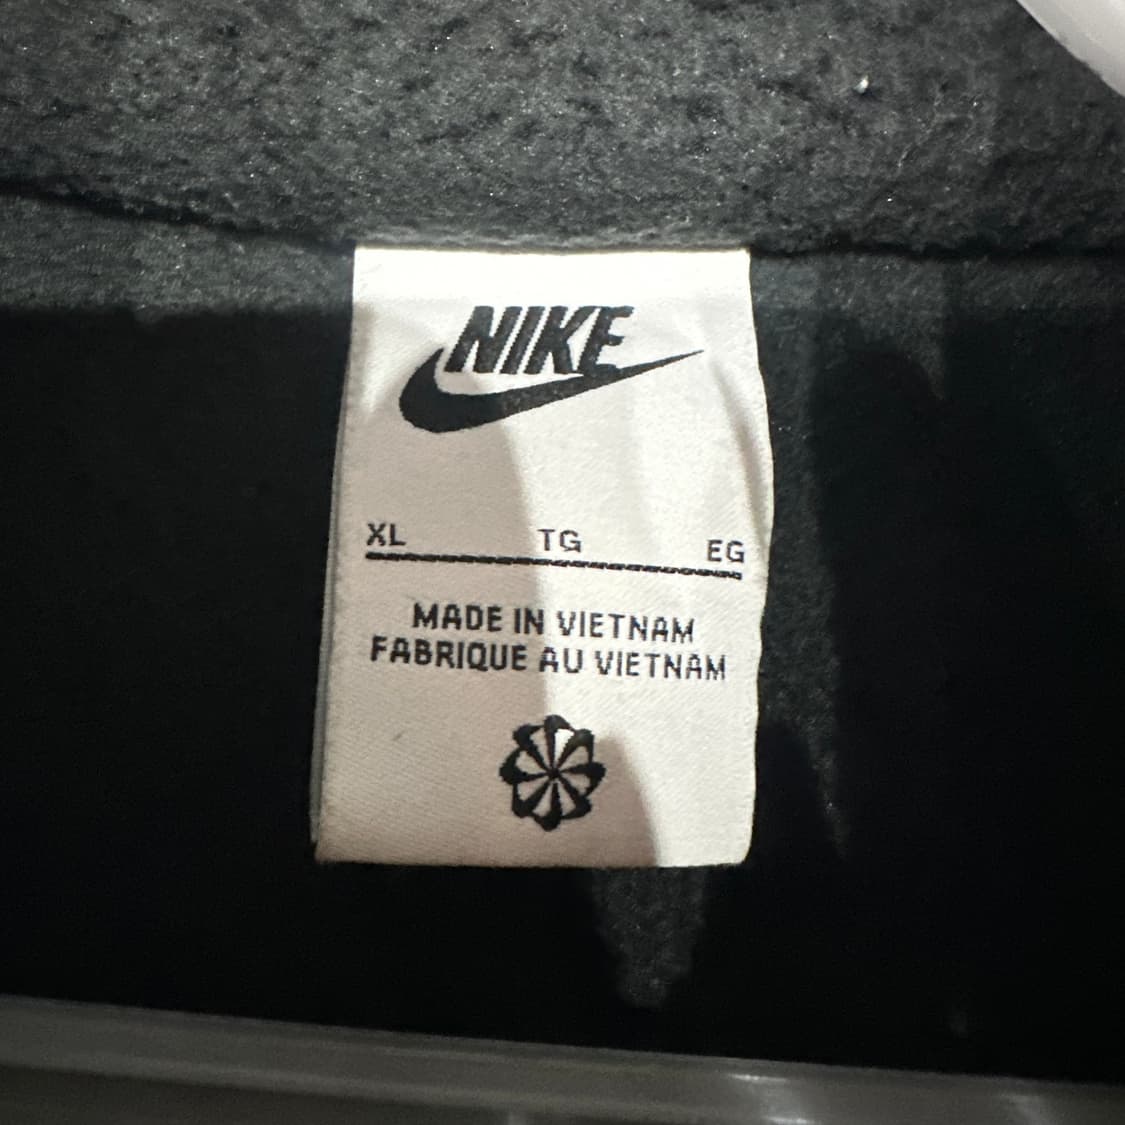 NIKE
XL TG EG
MADE IN VIETNAM
FABRIQUE AU VIETNAM